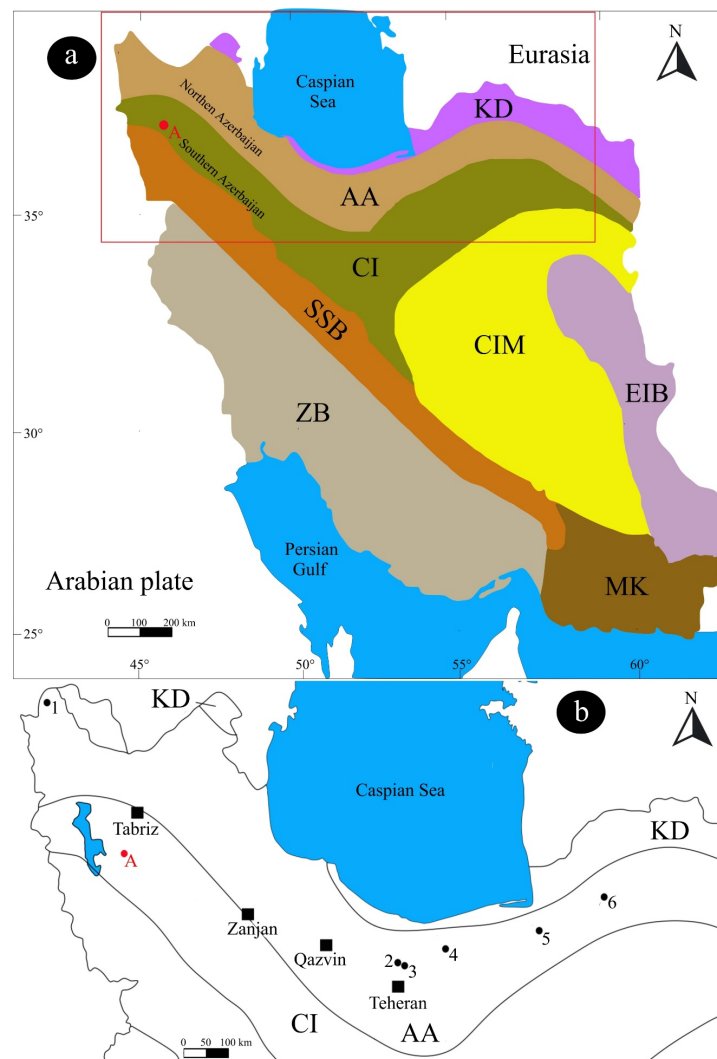 a
Eurasia
N
Caspian
Sea
KD
Northen Azerbaijan
A
Southern Azerbaijan
AA
35°
CI
SSB
CIM
EIB
ZB
30°
Persian
Gulf
MK
Arabian plate
0 100 200 km
25°
45°
50°
55°
60°
KD
b
1
N
Caspian Sea
Tabriz
KD
A
6
Zanjan
5
Qazvin
4
2
3
Teheran
CI
AA
0 50 100 km